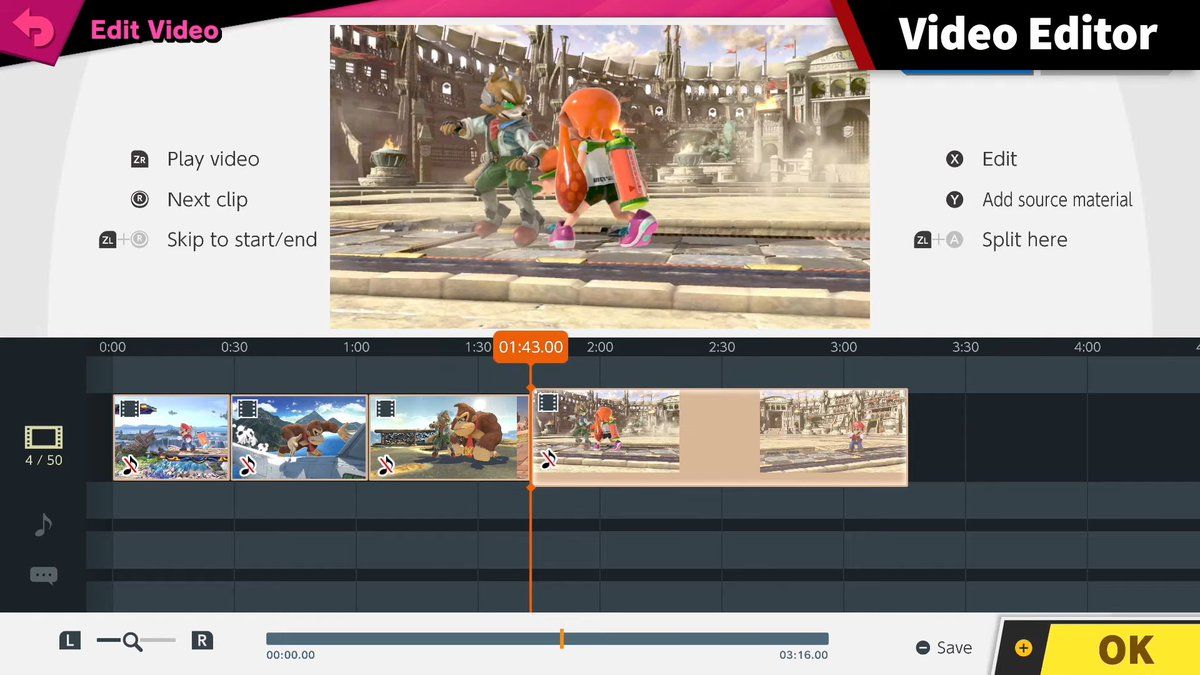 Edit Video
Video Editor
ZR Play video
R Next clip
ZL+R Skip to start/end
X Edit
Y Add source material
ZL+A Split here
0:00 0:30 1:00 1:30 01:43.00 2:00 2:30 3:00 3:30 4:00
4 / 50
L R
00:00.00 03:16.00
Save
OK